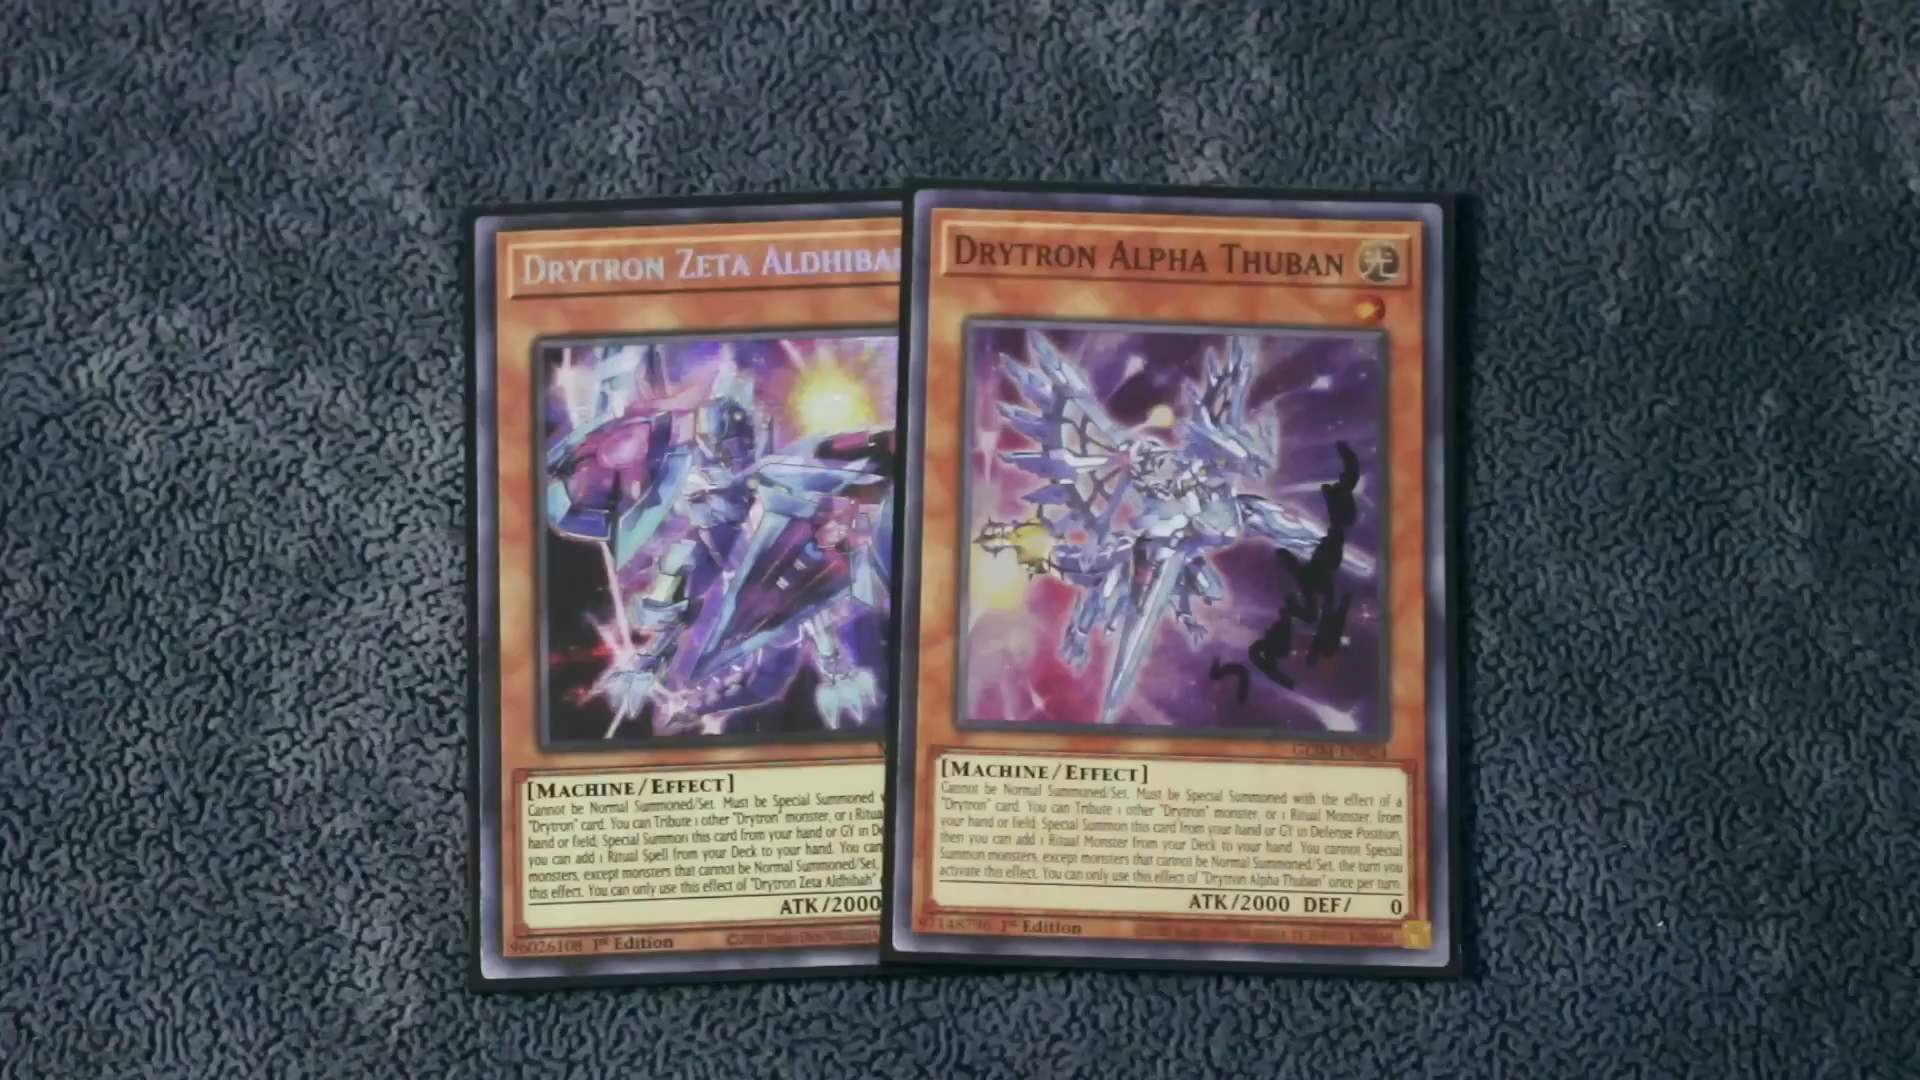 DRYTRON ZETA ALDHIBAH
[MACHINE/EFFECT]
Cannot be Normal Summoned/Set. Must be Special Summoned
"Drytron" card. You can Tribute 1 other "Drytron" monster, or 1 Ritual
hand or field; Special Summon this card from your hand or GY in De
you can add 1 Ritual Spell from your Deck to your hand. You can
monsters, except monsters that cannot be Normal Summoned/Set,
this effect. You can only use this effect of "Drytron Zeta Aldhibah"
ATK/2000
96026108 1st Edition
DRYTRON ALPHA THUBAN
光
[MACHINE/EFFECT]
Cannot be Normal Summoned/Set. Must be Special Summoned with the effect of a
"Drytron" card. You can Tribute 1 other "Drytron" monster, or 1 Ritual Monster, from
your hand or field; Special Summon this card from your hand or GY in Defense Position,
then you can add 1 Ritual Monster from your Deck to your hand. You cannot Special
Summon monsters, except monsters that cannot be Normal Summoned/Set, the turn you
activate this effect. You can only use this effect of "Drytron Alpha Thuban" once per turn.
ATK/2000 DEF/ 0
97148796 1st Edition